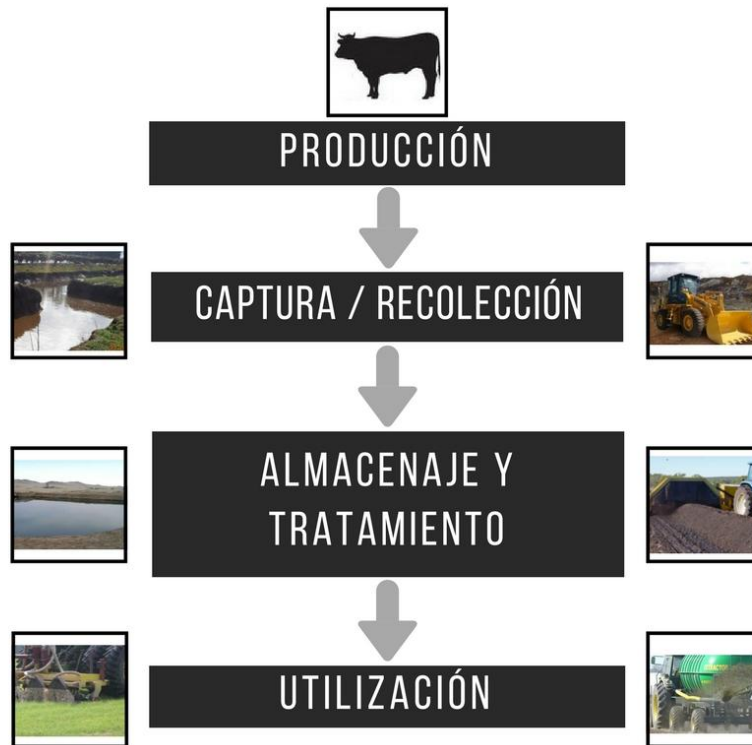 PRODUCCIÓN
CAPTURA / RECOLECCIÓN
ALMACENAJE Y
TRATAMIENTO
UTILIZACIÓN